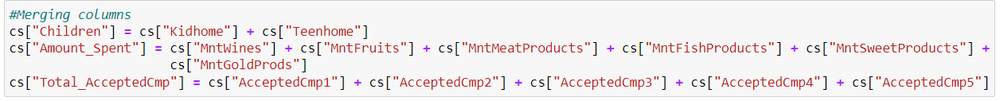 #Merging columns
cs["Children"] = cs["Kidhome"] + cs["Teenhome"]
cs["Amount_Spent"] = cs["MntWines"] + cs["MntFruits"] + cs["MntMeatProducts"] + cs["MntFishProducts"] + cs["MntSweetProducts"] +
cs["MntGoldProds"]
cs["Total_AcceptedCmp"] = cs["AcceptedCmp1"] + cs["AcceptedCmp2"] + cs["AcceptedCmp3"] + cs["AcceptedCmp4"] + cs["AcceptedCmp5"]